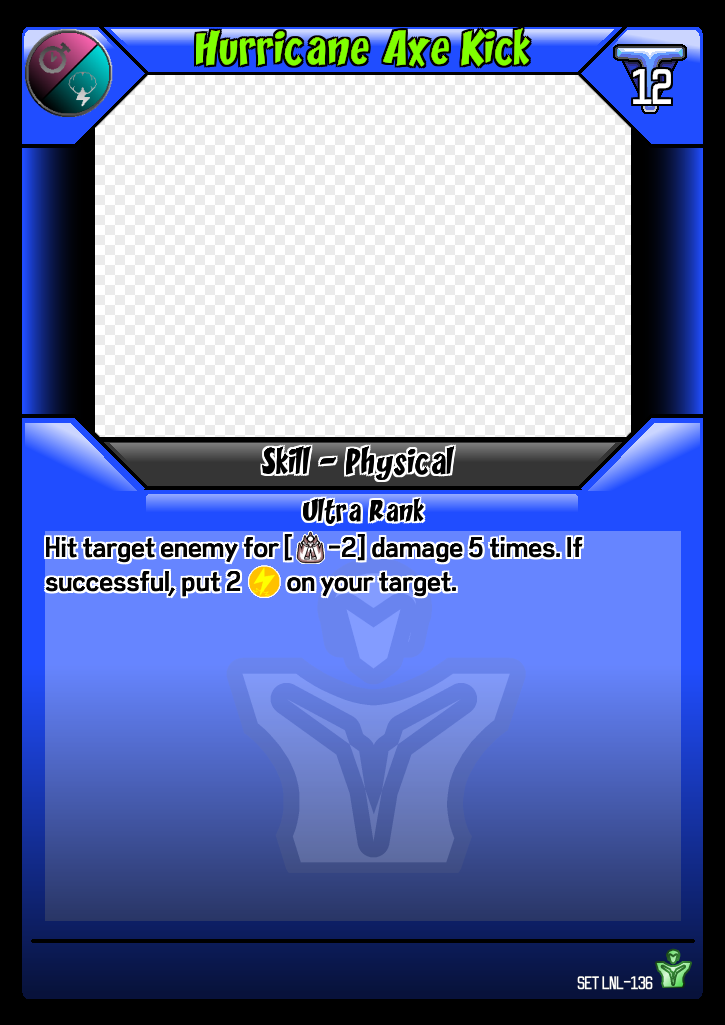 Hurricane Axe Kick
12
Skill - Physical
Ultra Rank
Hit target enemy for [ -2] damage 5 times. If
successful, put 2 on your target.
SET LNL-136